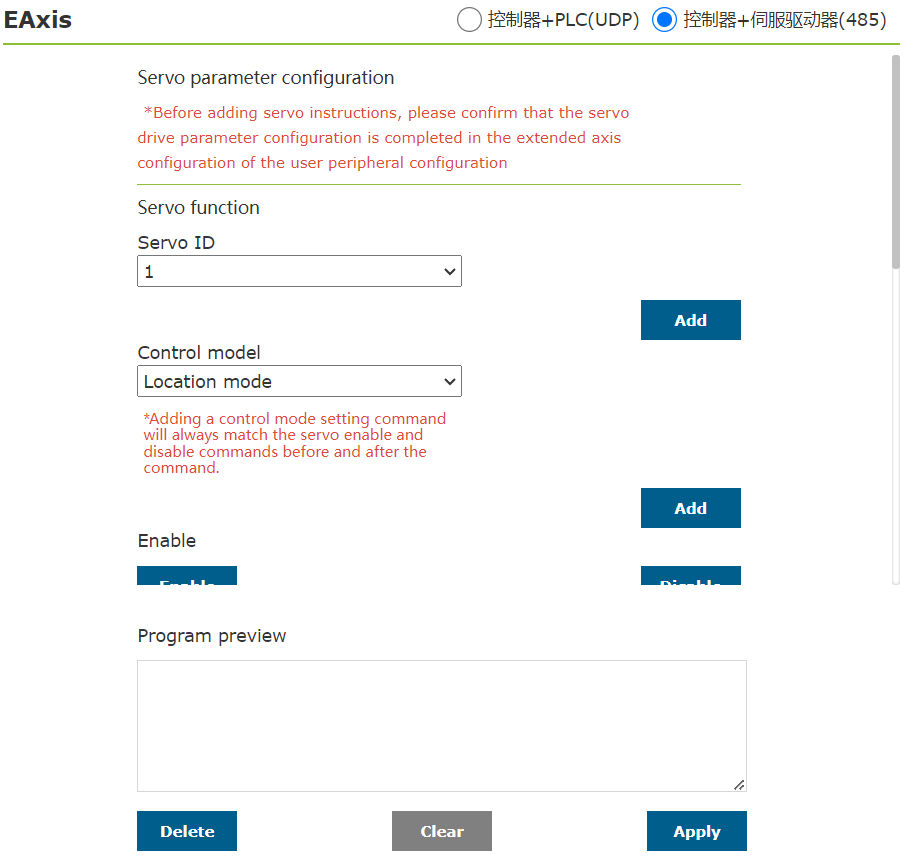 EAxis
控制器+PLC(UDP)
控制器+伺服驱动器(485)
Servo parameter configuration
*Before adding servo instructions, please confirm that the servo
drive parameter configuration is completed in the extended axis
configuration of the user peripheral configuration
Servo function
Servo ID
1
Add
Control model
Location mode
*Adding a control mode setting command
will always match the servo enable and
disable commands before and after the
command.
Add
Enable
Enable
Disable
Program preview
Delete
Clear
Apply